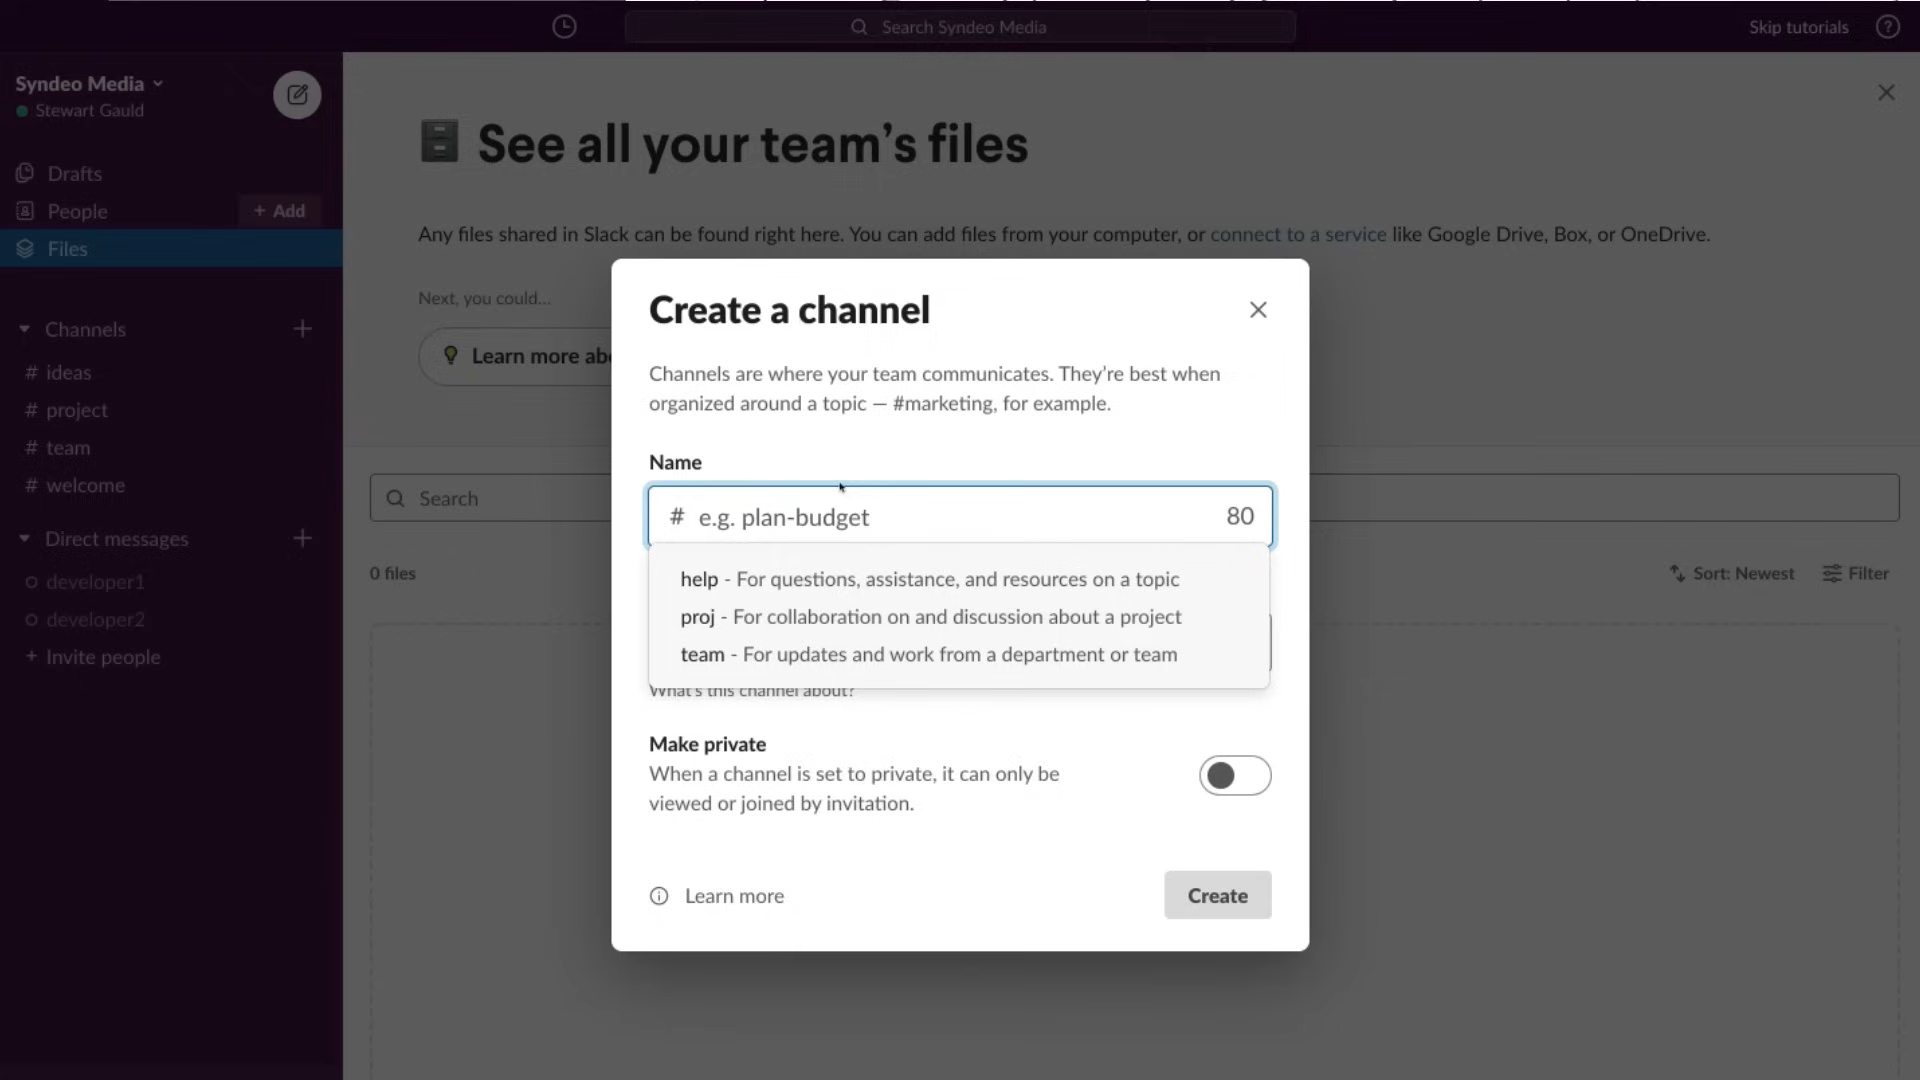 Search Syndeo Media
Skip tutorials
Syndeo Media
Stewart Gauld
Drafts
People
+ Add
Files
Channels
# ideas
# project
# team
# welcome
Direct messages
developer1
developer2
+ Invite people
See all your team’s files
Any files shared in Slack can be found right here. You can add files from your computer, or connect to a service like Google Drive, Box, or OneDrive.
Next, you could...
Learn more abo
Search
0 files
Sort: Newest
Filter
Create a channel
Channels are where your team communicates. They’re best when
organized around a topic — #marketing, for example.
Name
# e.g. plan-budget 80
help - For questions, assistance, and resources on a topic
proj - For collaboration on and discussion about a project
team - For updates and work from a department or team
What's this channel about?
Make private
When a channel is set to private, it can only be
viewed or joined by invitation.
Learn more
Create